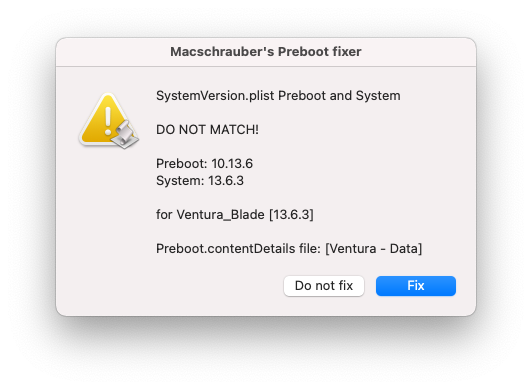 Macschrauber's Preboot fixer
SystemVersion.plist Preboot and System
DO NOT MATCH!
Preboot: 10.13.6
System: 13.6.3
for Ventura_Blade [13.6.3]
Preboot.contentDetails file: [Ventura - Data]
Do not fix
Fix